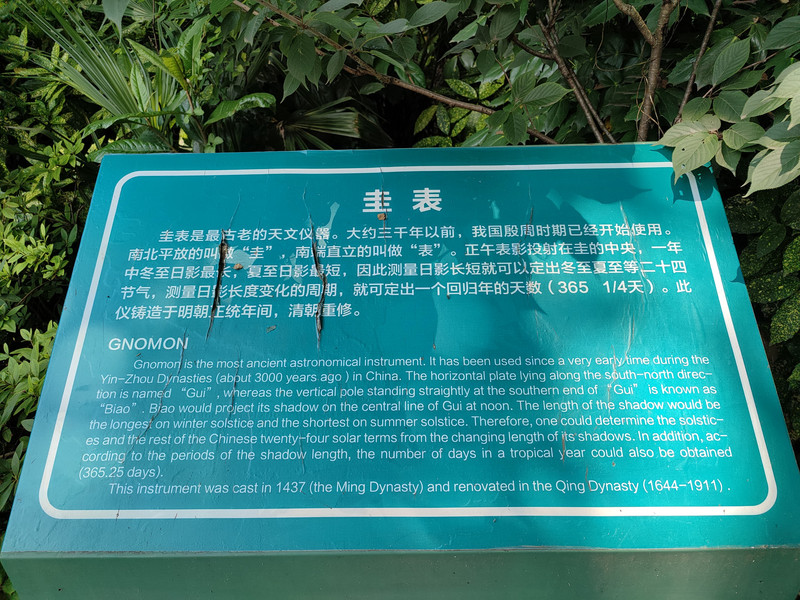 圭表
圭表是最古老的天文仪器。大约三千年以前，我国殷周时期已经开始使用。
南北平放的叫做“圭”，南端直立的叫做“表”。正午表影投射在圭的中央，一年
中冬至日影最长，夏至日影最短，因此测量日影长短就可以定出冬至夏至等二十四
节气，测量日影长度变化的周期，就可定出一个回归年的天数（365 1/4天）。此
仪铸造于明朝正统年间，清朝重修。
GNOMON
Gnomon is the most ancient astronomical instrument. It has been used since a very early time during the
Yin-Zhou Dynasties (about 3000 years ago ) in China. The horizontal plate lying along the south-north direc-
tion is named “Gui”, whereas the vertical pole standing straightly at the southern end of “Gui” is known as
“Biao”. Biao would project its shadow on the central line of Gui at noon. The length of the shadow would be
the longest on winter solstice and the shortest on summer solstice. Therefore, one could determine the solstic-
es and the rest of the Chinese twenty-four solar terms from the changing length of its shadows. In addition, ac-
cording to the periods of the shadow length, the number of days in a tropical year could also be obtained
(365.25 days).
This instrument was cast in 1437 (the Ming Dynasty) and renovated in the Qing Dynasty (1644-1911) .